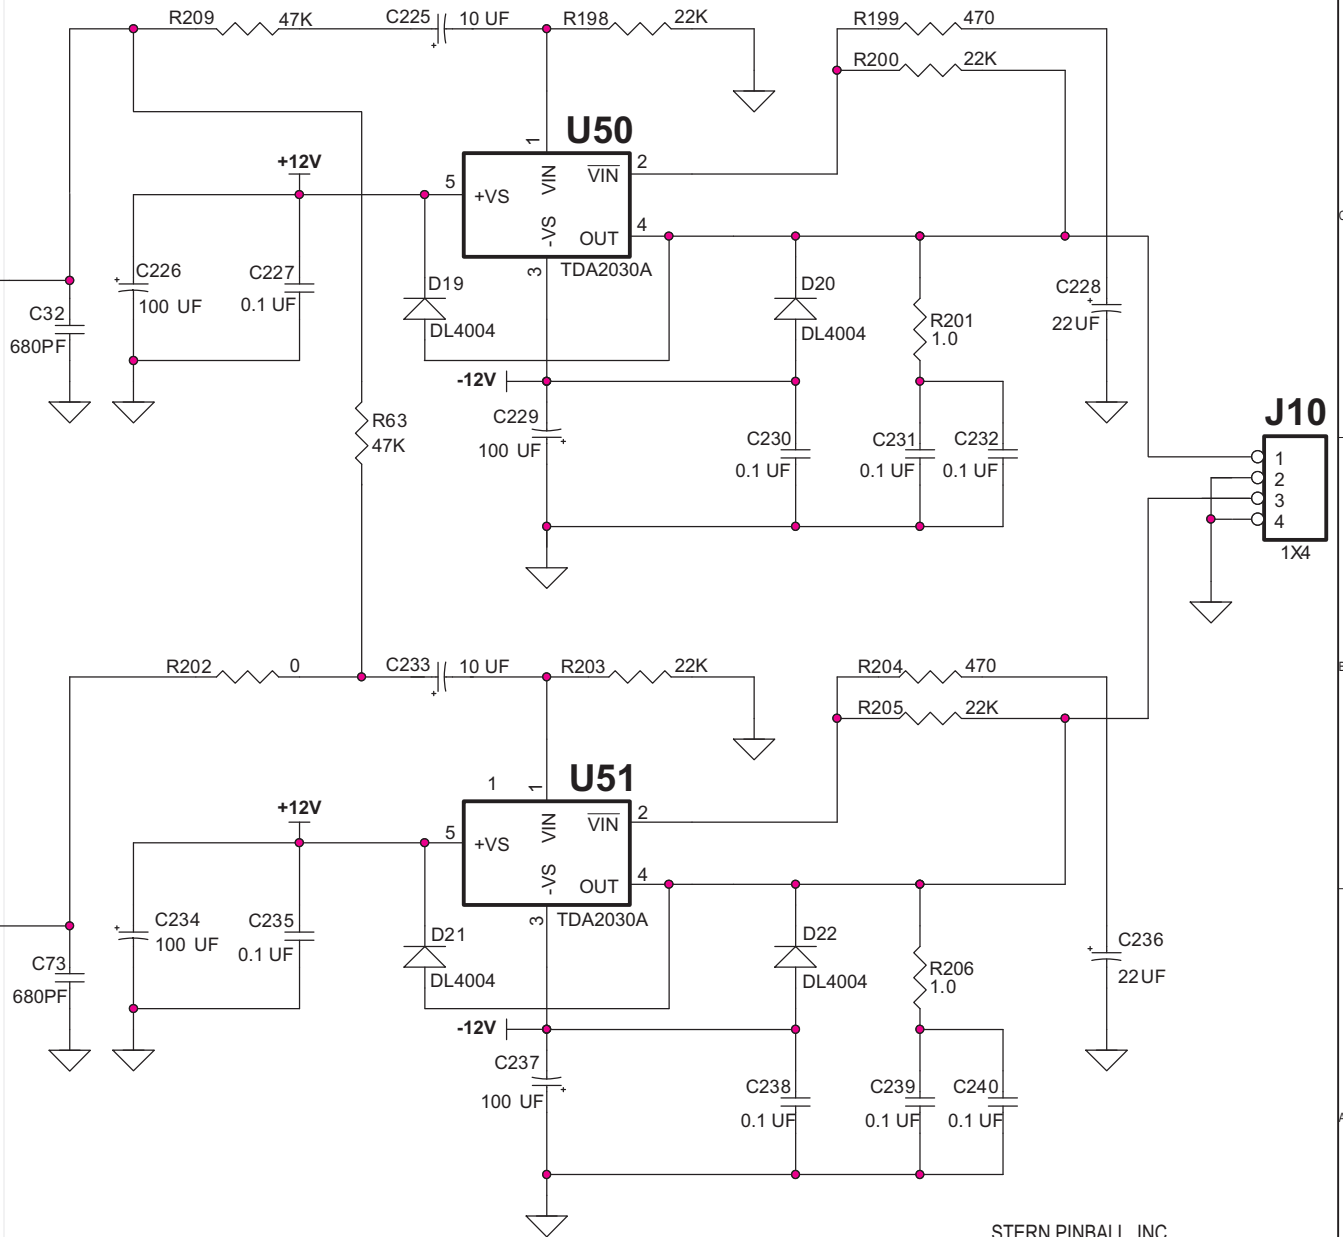 R209 47K C225 10 UF R198 22K R199 470
R200 22K
U50
+12V
1
5 +VS VIN VIN 2
-VS OUT 4
3 TDA2030A
C226 100 UF
C227 0.1 UF
D19 DL4004
D20 DL4004
R201 1.0
C228 22UF
C32 680PF
-12V
R63 47K
C229 100 UF
C230 0.1 UF
C231 0.1 UF
C232 0.1 UF
J10
1
2
3
4
1X4
R202 0 C233 10 UF R203 22K R204 470
R205 22K
1 U51
+12V
1
5 +VS VIN VIN 2
-VS OUT 4
3 TDA2030A
C234 100 UF
C235 0.1 UF
D21 DL4004
D22 DL4004
R206 1.0
C236 22UF
C73 680PF
-12V
C237 100 UF
C238 0.1 UF
C239 0.1 UF
C240 0.1 UF
STERN PINBALL, INC